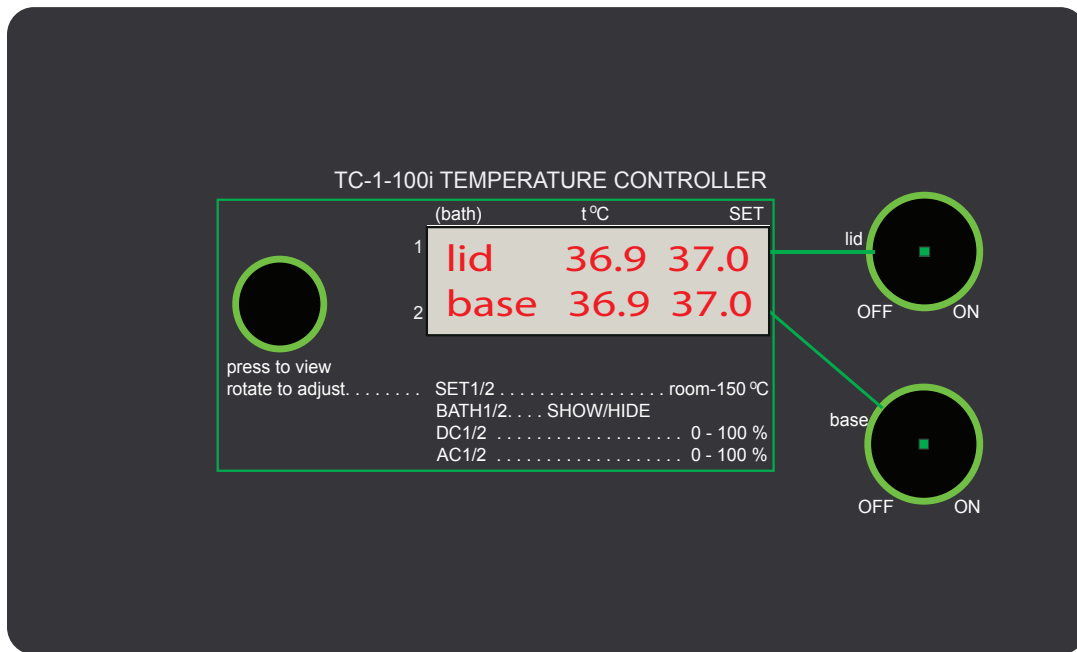 TC-1-100i TEMPERATURE CONTROLLER
(bath) t ºC SET
1 lid 36.9 37.0
2 base 36.9 37.0
press to view
rotate to adjust. . . . . . . . SET1/2 . . . . . . . . . . . . . . . . . room-150 ºC
BATH1/2. . . . SHOW/HIDE
DC1/2 . . . . . . . . . . . . . . . . . . . 0 - 100 %
AC1/2 . . . . . . . . . . . . . . . . . . . 0 - 100 %
lid
OFF ON
base
OFF ON